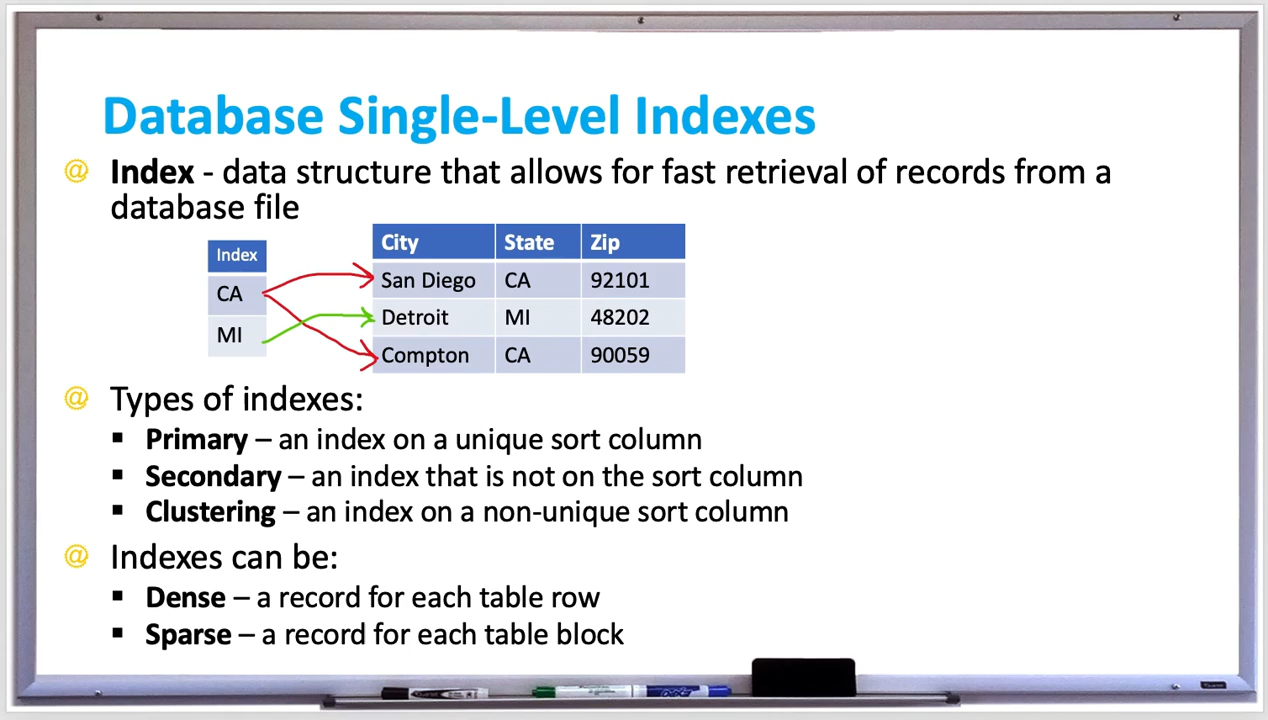 Database Single-Level Indexes
@ Index - data structure that allows for fast retrieval of records from a
database file
Index
CA
MI
City State Zip
San Diego CA 92101
Detroit MI 48202
Compton CA 90059
@ Types of indexes:
▪ Primary – an index on a unique sort column
▪ Secondary – an index that is not on the sort column
▪ Clustering – an index on a non-unique sort column
@ Indexes can be:
▪ Dense – a record for each table row
▪ Sparse – a record for each table block